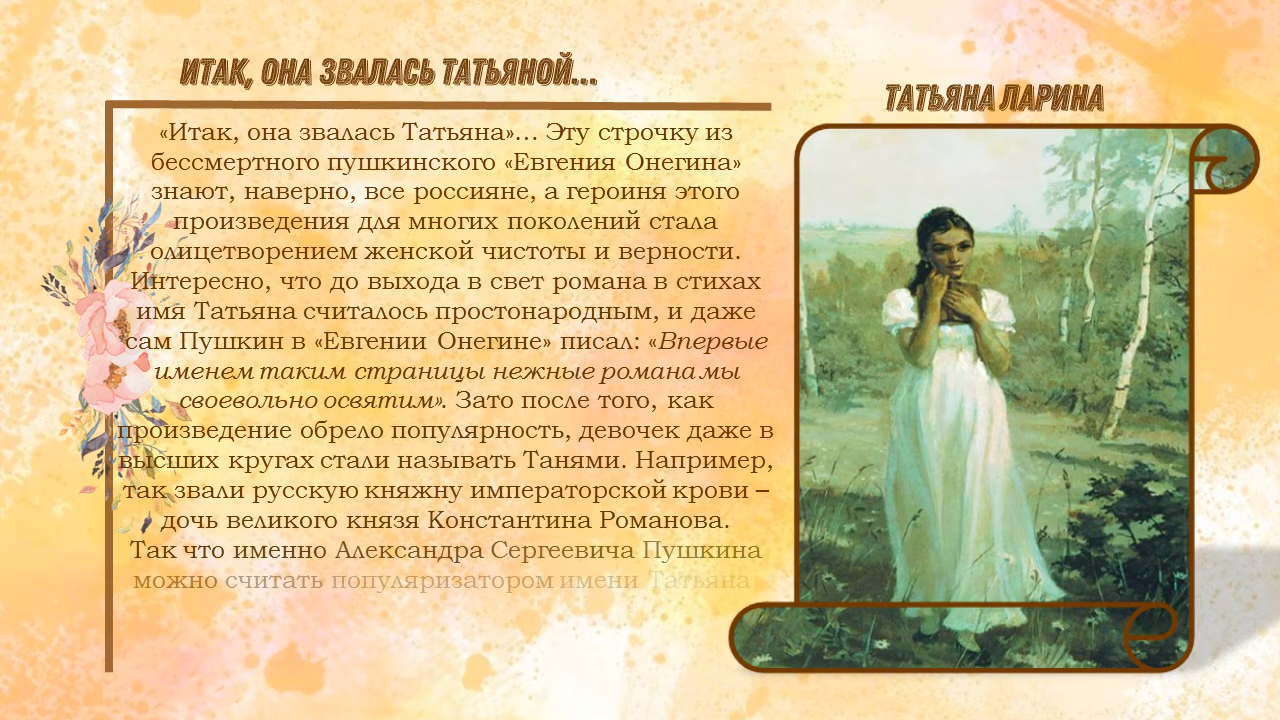 ИТАК, ОНА ЗВАЛАСЬ ТАТЬЯНОЙ...
ТАТЬЯНА ЛАРИНА
«Итак, она звалась Татьяна»… Эту строчку из
бессмертного пушкинского «Евгения Онегина»
знают, наверно, все россияне, а героиня этого
произведения для многих поколений стала
олицетворением женской чистоты и верности.
Интересно, что до выхода в свет романа в стихах
имя Татьяна считалось простонародным, и даже
сам Пушкин в «Евгении Онегине» писал: «Впервые
именем таким страницы нежные романа мы
своевольно освятим». Зато после того, как
произведение обрело популярность, девочек даже в
высших кругах стали называть Танями. Например,
так звали русскую княжну императорской крови –
дочь великого князя Константина Романова.
Так что именно Александра Сергеевича Пушкина
можно считать популяризатором имени Татьяна